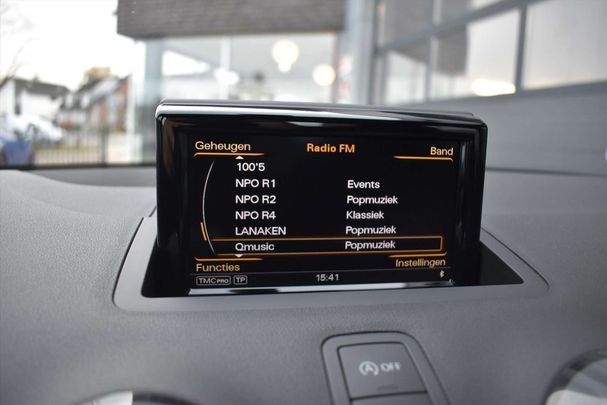 Geheugen Radio FM Band
100'5
NPO R1 Events
NPO R2 Popmuziek
NPO R4 Klassiek
LANAKEN Popmuziek
Qmusic Popmuziek
Functies Instellingen
TMC PRO TP 15:41
A OFF